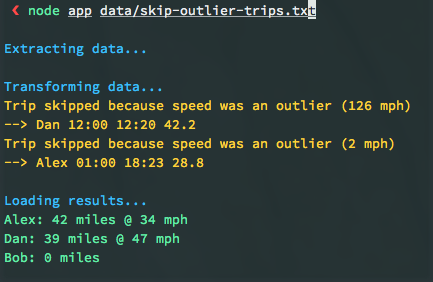 ❮ node app data/skip-outlier-trips.txt
Extracting data...
Transforming data...
Trip skipped because speed was an outlier (126 mph)
--> Dan 12:00 12:20 42.2
Trip skipped because speed was an outlier (2 mph)
--> Alex 01:00 18:23 28.8
Loading results...
Alex: 42 miles @ 34 mph
Dan: 39 miles @ 47 mph
Bob: 0 miles